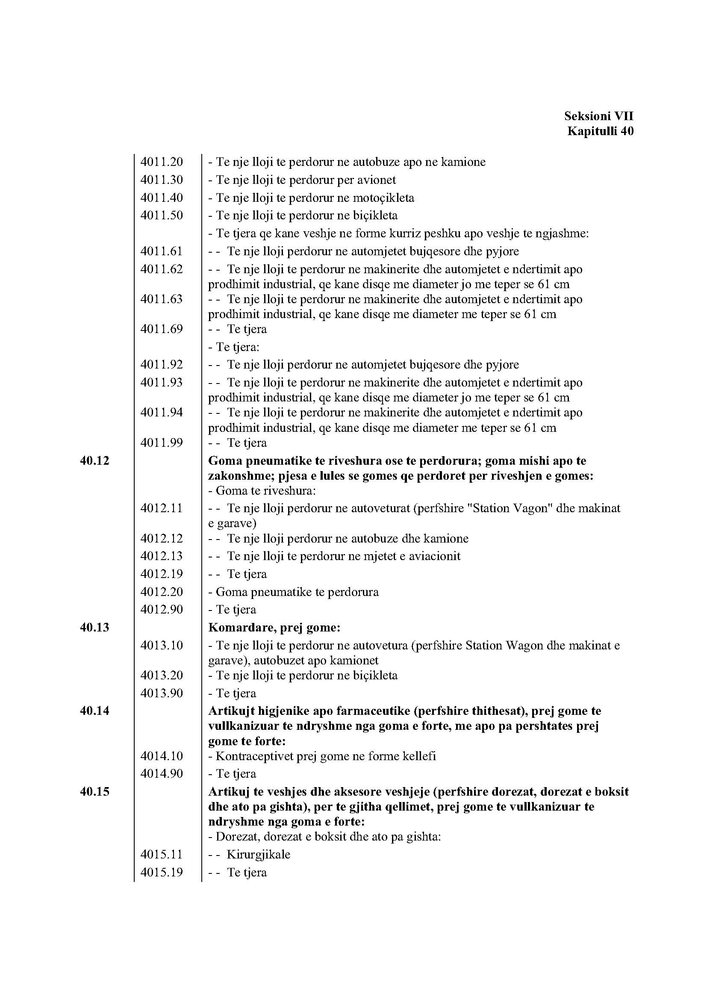 Seksioni VII
Kapitulli 40
4011.20 - Te nje lloji te perdorur ne autobuze apo ne kamione
4011.30 - Te nje lloji te perdorur per avionet
4011.40 - Te nje lloji te perdorur ne motoçikleta
4011.50 - Te nje lloji te perdorur ne biçikleta
- Te tjera qe kane veshje ne forme kurriz peshku apo veshje te ngjashme:
4011.61 - - Te nje lloji perdorur ne automjetet bujqesore dhe pyjore
4011.62 - - Te nje lloji te perdorur ne makinerite dhe automjetet e ndertimit apo
prodhimit industrial, qe kane disqe me diameter jo me teper se 61 cm
4011.63 - - Te nje lloji te perdorur ne makinerite dhe automjetet e ndertimit apo
prodhimit industrial, qe kane disqe me diameter me teper se 61 cm
4011.69 - - Te tjera
- Te tjera:
4011.92 - - Te nje lloji perdorur ne automjetet bujqesore dhe pyjore
4011.93 - - Te nje lloji te perdorur ne makinerite dhe automjetet e ndertimit apo
prodhimit industrial, qe kane disqe me diameter jo me teper se 61 cm
4011.94 - - Te nje lloji te perdorur ne makinerite dhe automjetet e ndertimit apo
prodhimit industrial, qe kane disqe me diameter me teper se 61 cm
4011.99 - - Te tjera
40.12 Goma pneumatike te riveshura ose te perdorura; goma mishi apo te
zakonshme; pjesa e lules se gomes qe perdoret per riveshjen e gomes:
- Goma te riveshura:
4012.11 - - Te nje lloji perdorur ne autoveturat (perfshire "Station Vagon" dhe makinat
e garave)
4012.12 - - Te nje lloji perdorur ne autobuze dhe kamione
4012.13 - - Te nje lloji te perdorur ne mjetet e aviacionit
4012.19 - - Te tjera
4012.20 - Goma pneumatike te perdorura
4012.90 - Te tjera
40.13 Komardare, prej gome:
4013.10 - Te nje lloji te perdorur ne autovetura (perfshire Station Wagon dhe makinat e
garave), autobuzet apo kamionet
4013.20 - Te nje lloji te perdorur ne biçikleta
4013.90 - Te tjera
40.14 Artikujt higjenike apo farmaceutike (perfshire thithesat), prej gome te
vullkanizuar te ndryshme nga goma e forte, me apo pa pershtates prej
gome te forte:
4014.10 - Kontraceptivet prej gome ne forme kellefi
4014.90 - Te tjera
40.15 Artikuj te veshjes dhe aksesore veshjeje (perfshire dorezat, dorezat e boksit
dhe ato pa gishta), per te gjitha qellimet, prej gome te vullkanizuar te
ndryshme nga goma e forte:
- Dorezat, dorezat e boksit dhe ato pa gishta:
4015.11 - - Kirurgjikale
4015.19 - - Te tjera